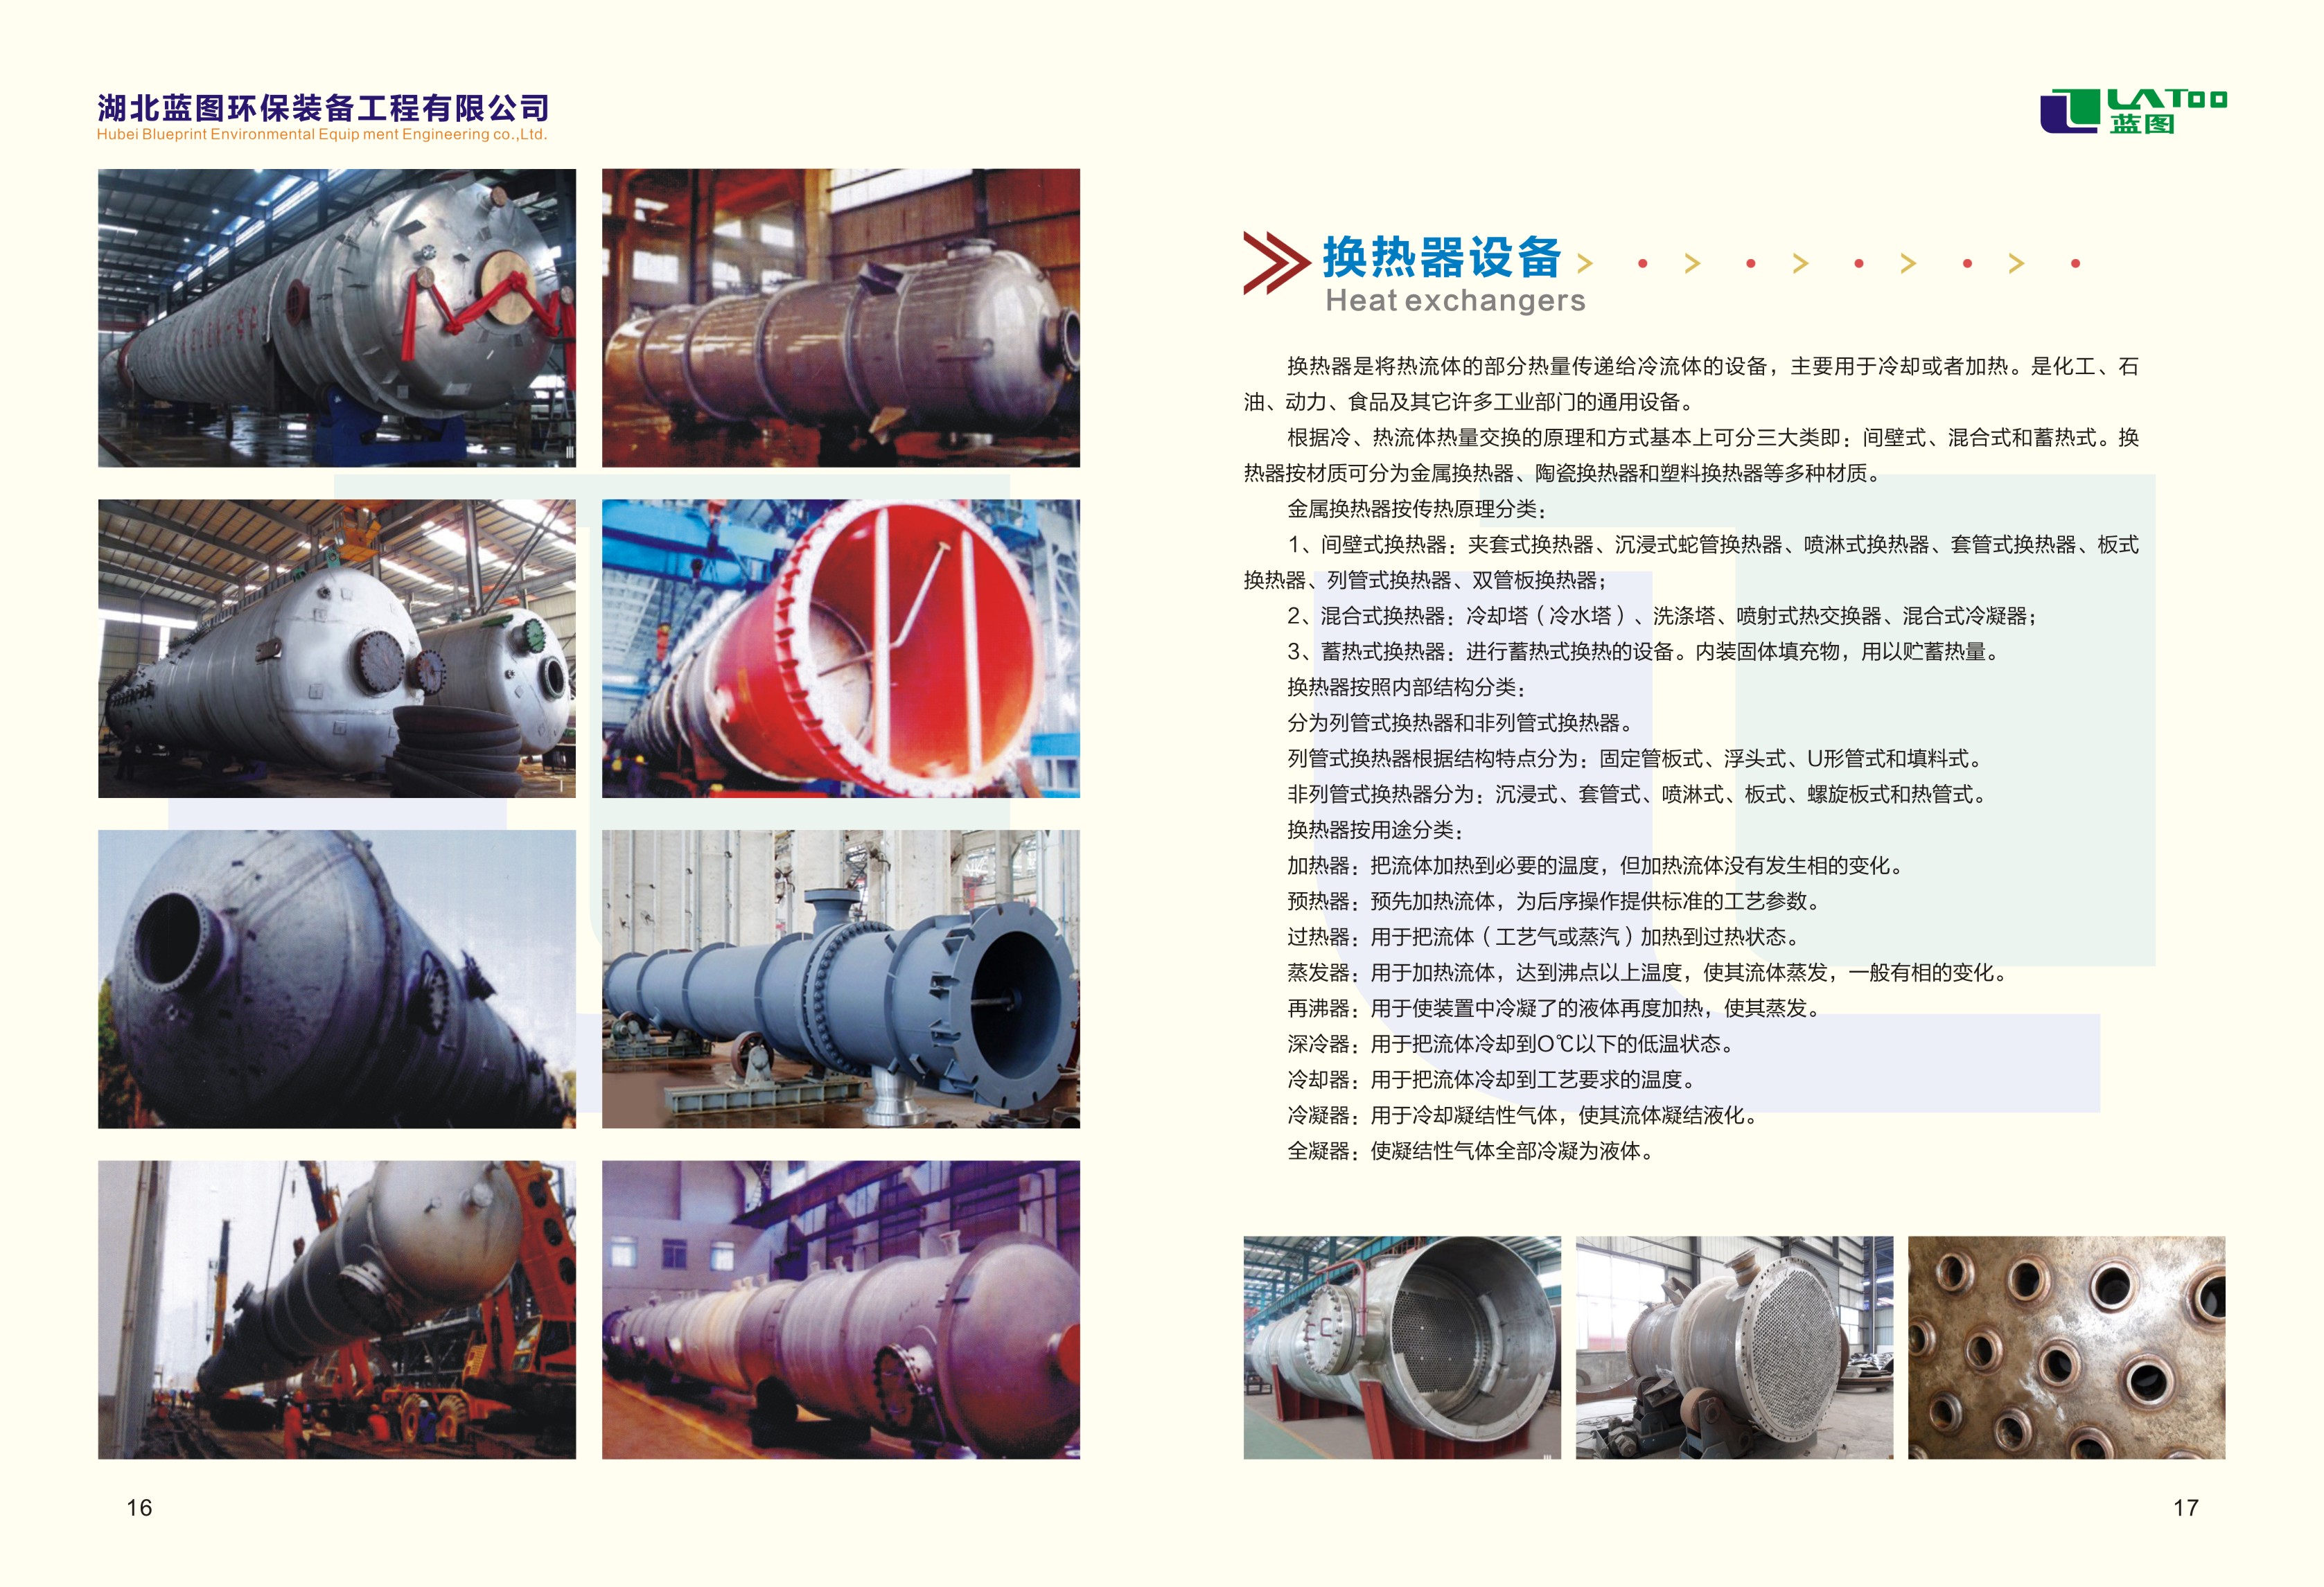 湖北蓝图环保装备工程有限公司
Hubei Blueprint Environmental Equip ment Engineering co.,Ltd.
LATOO
蓝图
换热器设备
Heat exchangers
换热器是将热流体的部分热量传递给冷流体的设备，主要用于冷却或者加热。是化工、石
油、动力、食品及其它许多工业部门的通用设备。
根据冷、热流体热量交换的原理和方式基本上可分三大类即：间壁式、混合式和蓄热式。换
热器按材质可分为金属换热器、陶瓷换热器和塑料换热器等多种材质。
金属换热器按传热原理分类：
1、间壁式换热器：夹套式换热器、沉浸式蛇管换热器、喷淋式换热器、套管式换热器、板式
换热器、列管式换热器、双管板换热器；
2、混合式换热器：冷却塔（冷水塔）、洗涤塔、喷射式热交换器、混合式冷凝器；
3、蓄热式换热器：进行蓄热式换热的设备。内装固体填充物，用以贮蓄热量。
换热器按照内部结构分类：
分为列管式换热器和非列管式换热器。
列管式换热器根据结构特点分为：固定管板式、浮头式、U形管式和填料式。
非列管式换热器分为：沉浸式、套管式、喷淋式、板式、螺旋板式和热管式。
换热器按用途分类：
加热器：把流体加热到必要的温度，但加热流体没有发生相的变化。
预热器：预先加热流体，为后序操作提供标准的工艺参数。
过热器：用于把流体（工艺气或蒸汽）加热到过热状态。
蒸发器：用于加热流体，达到沸点以上温度，使其流体蒸发，一般有相的变化。
再沸器：用于使装置中冷凝了的液体再度加热，使其蒸发。
深冷器：用于把流体冷却到O℃以下的低温状态。
冷却器：用于把流体冷却到工艺要求的温度。
冷凝器：用于冷却凝结性气体，使其流体凝结液化。
全凝器：使凝结性气体全部冷凝为液体。
16
17